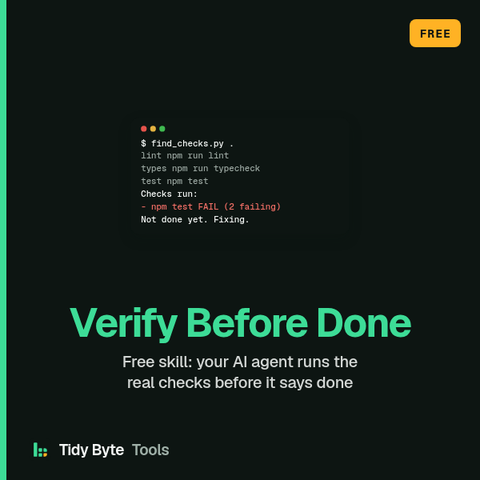 FREE
$ find_checks.py .
lint npm run lint
types npm run typecheck
test npm test
Checks run:
- npm test FAIL (2 failing)
Not done yet. Fixing.
Verify Before Done
Free skill: your AI agent runs the
real checks before it says done
Tidy Byte Tools